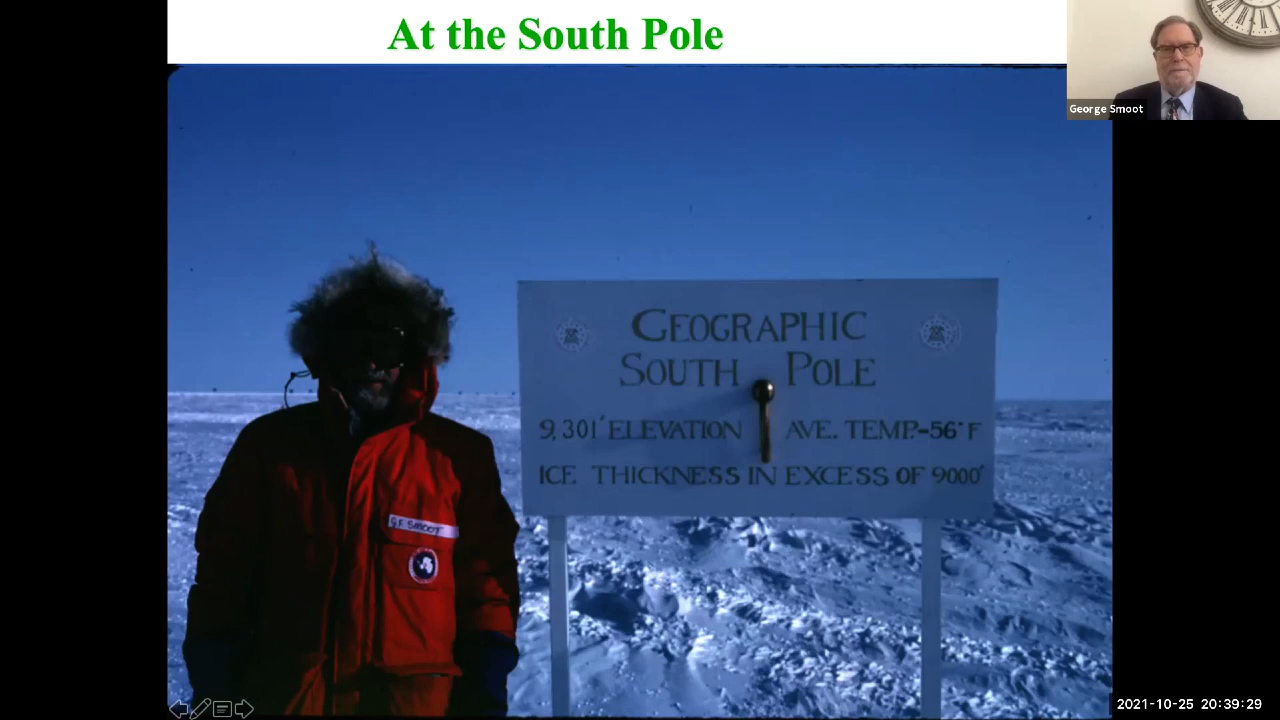 At the South Pole
George Smoot
GEOGRAPHIC
SOUTH POLE
9,301' ELEVATION AVE. TEMP.-56°F
ICE THICKNESS IN EXCESS OF 9000'
G.F. SMOOT
2021-10-25 20:39:29